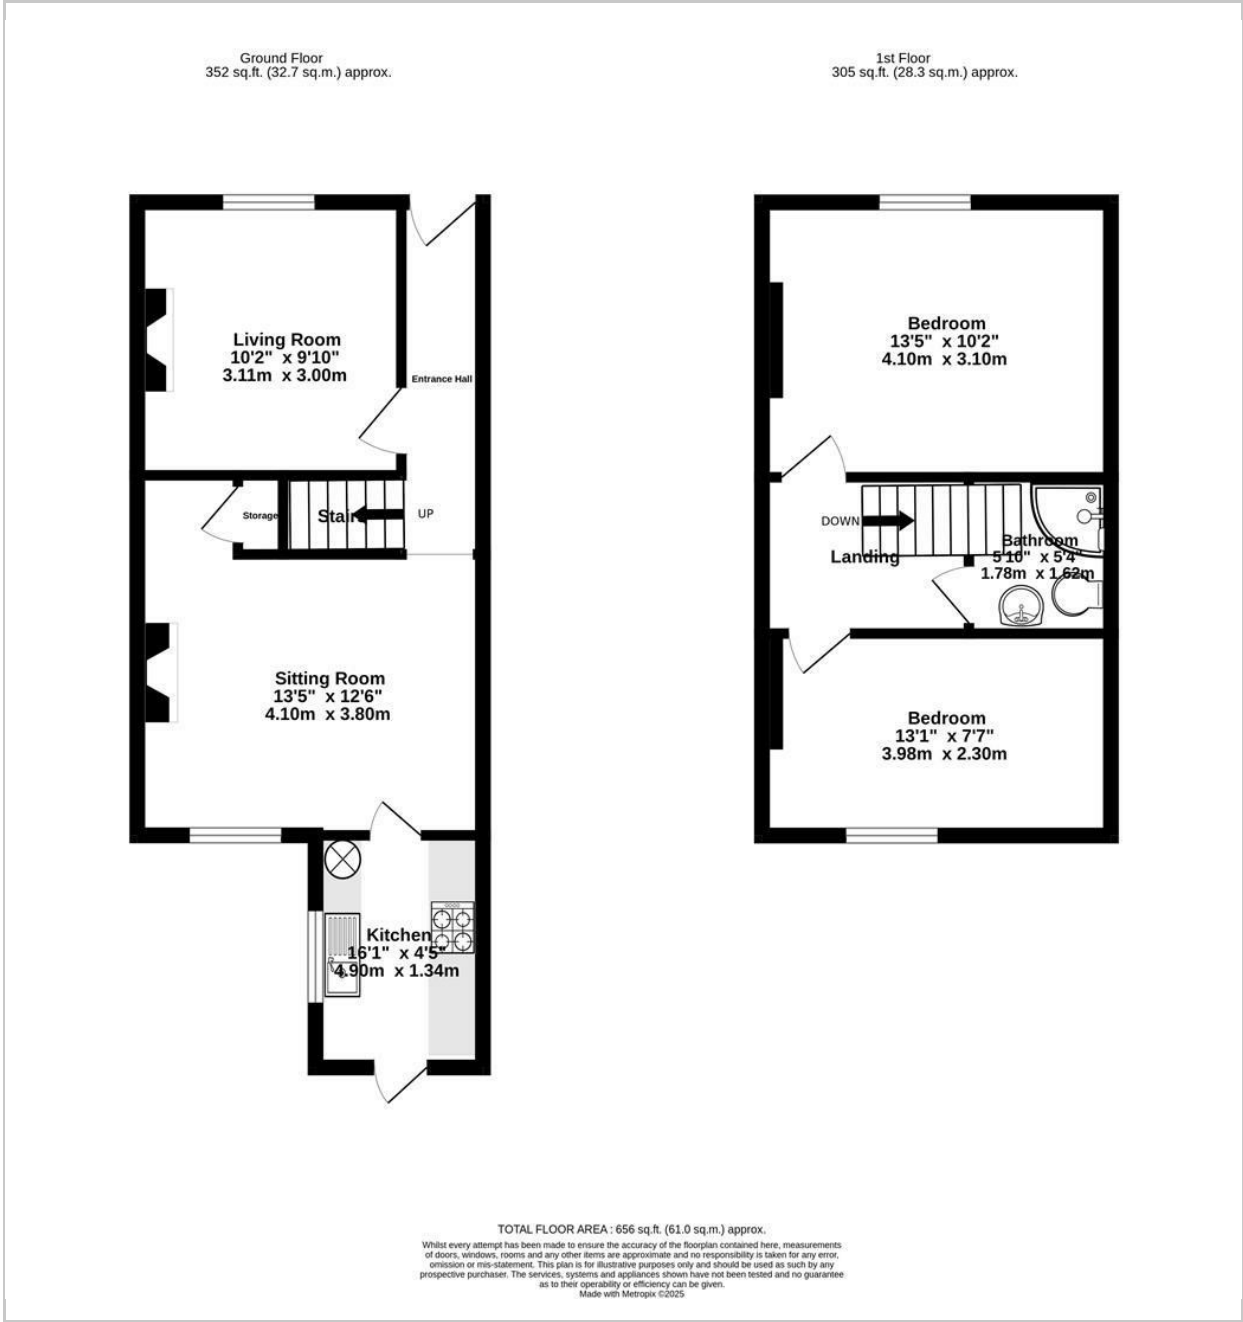 Ground Floor
352 sq.ft. (32.7 sq.m.) approx.
1st Floor
305 sq.ft. (28.3 sq.m.) approx.
Living Room
10'2" x 9'10"
3.11m x 3.00m
Entrance Hall
Storage
Stairs
UP
Sitting Room
13'5" x 12'6"
4.10m x 3.80m
Kitchen
16'1" x 4'5"
4.90m x 1.34m
Bedroom
13'5" x 10'2"
4.10m x 3.10m
DOWN
Landing
Bathroom
5'10" x 5'4"
1.78m x 1.62m
Bedroom
13'1" x 7'7"
3.98m x 2.30m
TOTAL FLOOR AREA : 656 sq.ft. (61.0 sq.m.) approx.
Whilst every attempt has been made to ensure the accuracy of the floorplan contained here, measurements
of doors, windows, rooms and any other items are approximate and no responsibility is taken for any error,
omission or mis-statement. This plan is for illustrative purposes only and should be used as such by any
prospective purchaser. The services, systems and appliances shown have not been tested and no guarantee
as to their operability or efficiency can be given.
Made with Metropix ©2025